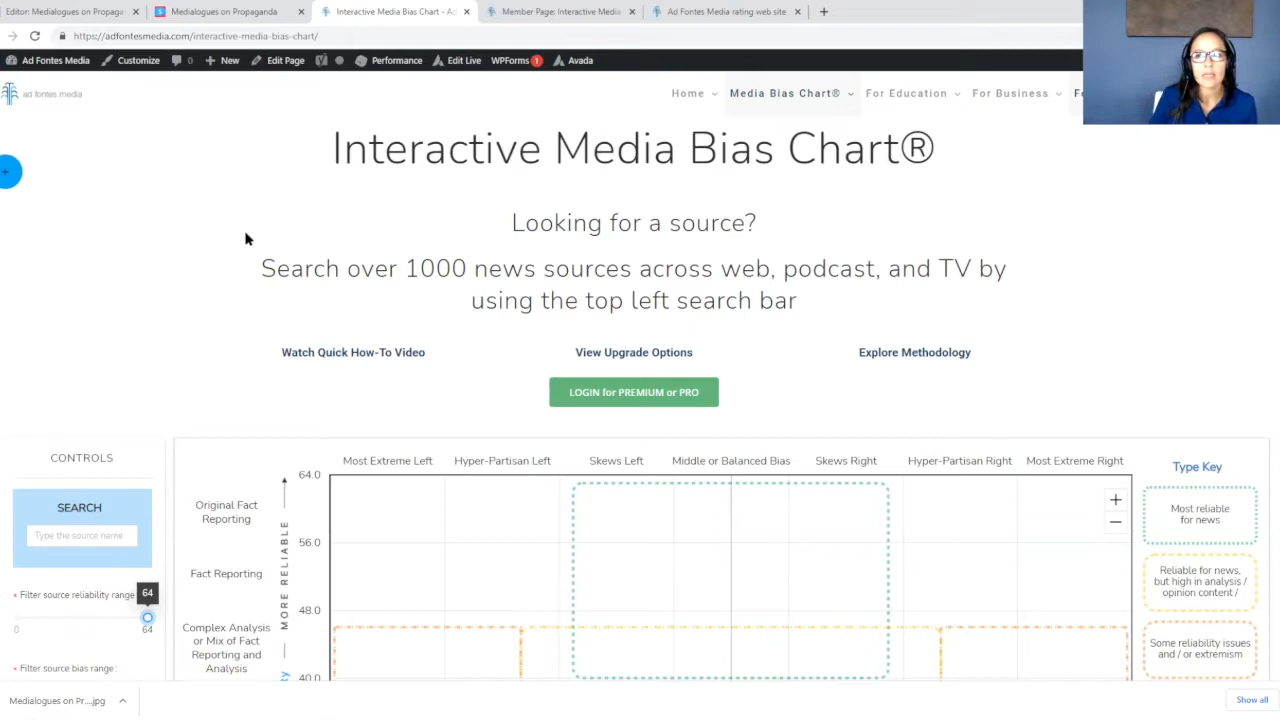 Editor: Medialogues on Propaga
Medialogues on Propaganda
Interactive Media Bias Chart - Ad
Member Page: Interactive Media
Ad Fontes Media rating web site
https://adfontesmedia.com/interactive-media-bias-chart/
Ad Fontes Media
Customize
0
New
Edit Page
Performance
Edit Live
WPForms 1
Avada
ad fontes media
Home
Media Bias Chart®
For Education
For Business
Interactive Media Bias Chart®
Looking for a source?
Search over 1000 news sources across web, podcast, and TV by
using the top left search bar
Watch Quick How-To Video
View Upgrade Options
Explore Methodology
LOGIN for PREMIUM or PRO
CONTROLS
SEARCH
Type the source name
* Filter source reliability range
64
0
64
* Filter source bias range:
Most Extreme Left
Hyper-Partisan Left
Skews Left
Middle or Balanced Bias
Skews Right
Hyper-Partisan Right
Most Extreme Right
64.0
56.0
48.0
40.0
Original Fact
Reporting
Fact Reporting
Complex Analysis
or Mix of Fact
Reporting and
Analysis
MORE RELIABLE
Type Key
Most reliable
for news
Reliable for news,
but high in analysis /
opinion content /
Some reliability issues
and / or extremism
Medialogues on Pr....jpg
Show all